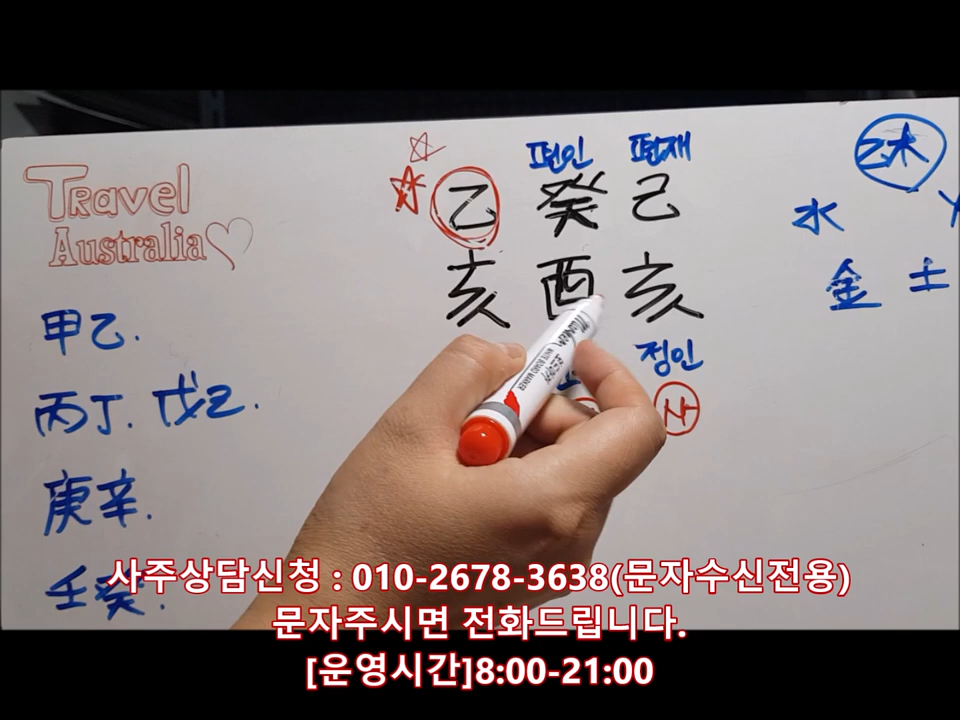 Travel
Australia
甲乙.
丙丁. 戊己.
庚辛.
壬癸.
편인 편재
乙 癸 己
亥 酉 亥
정인
사
乙木
水
金 土
사주상담신청 : 010-2678-3638(문자수신전용)
문자주시면 전화드립니다.
[운영시간]8:00-21:00